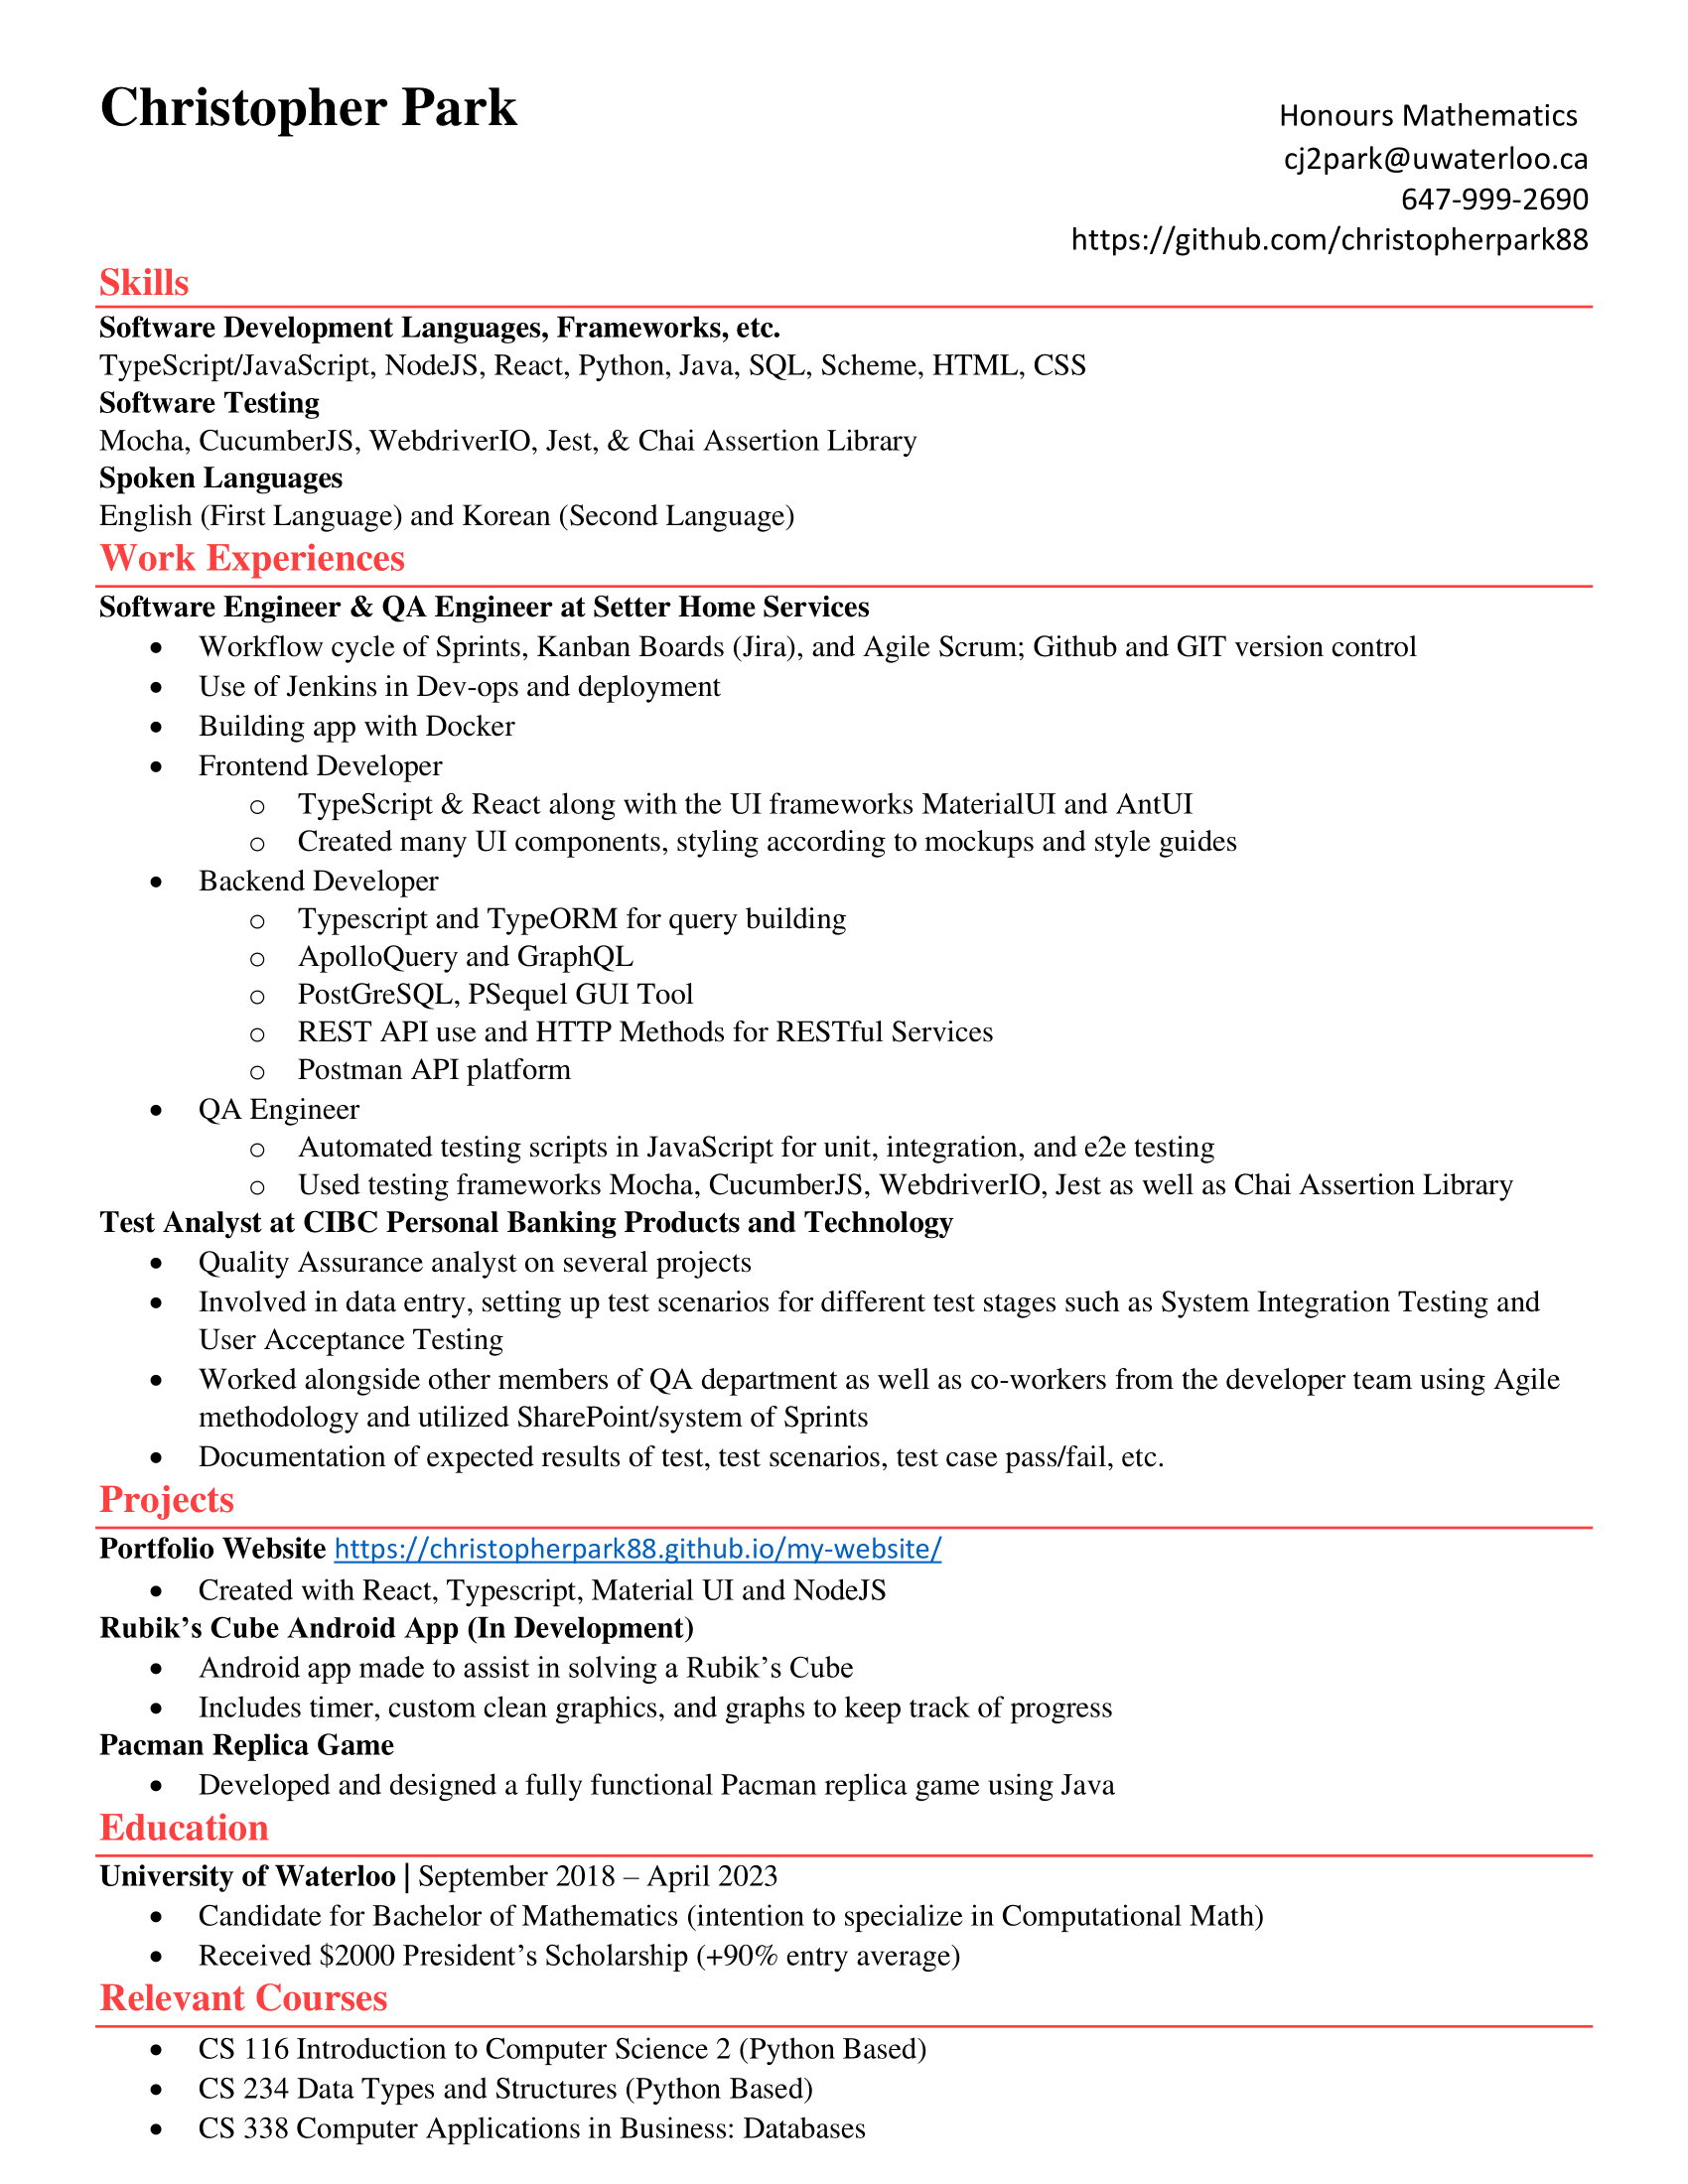 Christopher Park
Honours Mathematics
cj2park@uwaterloo.ca
647-999-2690
https://github.com/christopherpark88
Skills
Software Development Languages, Frameworks, etc.
TypeScript/JavaScript, NodeJS, React, Python, Java, SQL, Scheme, HTML, CSS
Software Testing
Mocha, CucumberJS, WebdriverIO, Jest, & Chai Assertion Library
Spoken Languages
English (First Language) and Korean (Second Language)
Work Experiences
Software Engineer & QA Engineer at Setter Home Services
• Workflow cycle of Sprints, Kanban Boards (Jira), and Agile Scrum; Github and GIT version control
• Use of Jenkins in Dev-ops and deployment
• Building app with Docker
• Frontend Developer
o TypeScript & React along with the UI frameworks MaterialUI and AntUI
o Created many UI components, styling according to mockups and style guides
• Backend Developer
o Typescript and TypeORM for query building
o ApolloQuery and GraphQL
o PostGreSQL, PSequel GUI Tool
o REST API use and HTTP Methods for RESTful Services
o Postman API platform
• QA Engineer
o Automated testing scripts in JavaScript for unit, integration, and e2e testing
o Used testing frameworks Mocha, CucumberJS, WebdriverIO, Jest as well as Chai Assertion Library
Test Analyst at CIBC Personal Banking Products and Technology
• Quality Assurance analyst on several projects
• Involved in data entry, setting up test scenarios for different test stages such as System Integration Testing and
User Acceptance Testing
• Worked alongside other members of QA department as well as co-workers from the developer team using Agile
methodology and utilized SharePoint/system of Sprints
• Documentation of expected results of test, test scenarios, test case pass/fail, etc.
Projects
Portfolio Website https://christopherpark88.github.io/my-website/
• Created with React, Typescript, Material UI and NodeJS
Rubik’s Cube Android App (In Development)
• Android app made to assist in solving a Rubik’s Cube
• Includes timer, custom clean graphics, and graphs to keep track of progress
Pacman Replica Game
• Developed and designed a fully functional Pacman replica game using Java
Education
University of Waterloo | September 2018 – April 2023
• Candidate for Bachelor of Mathematics (intention to specialize in Computational Math)
• Received $2000 President’s Scholarship (+90% entry average)
Relevant Courses
• CS 116 Introduction to Computer Science 2 (Python Based)
• CS 234 Data Types and Structures (Python Based)
• CS 338 Computer Applications in Business: Databases